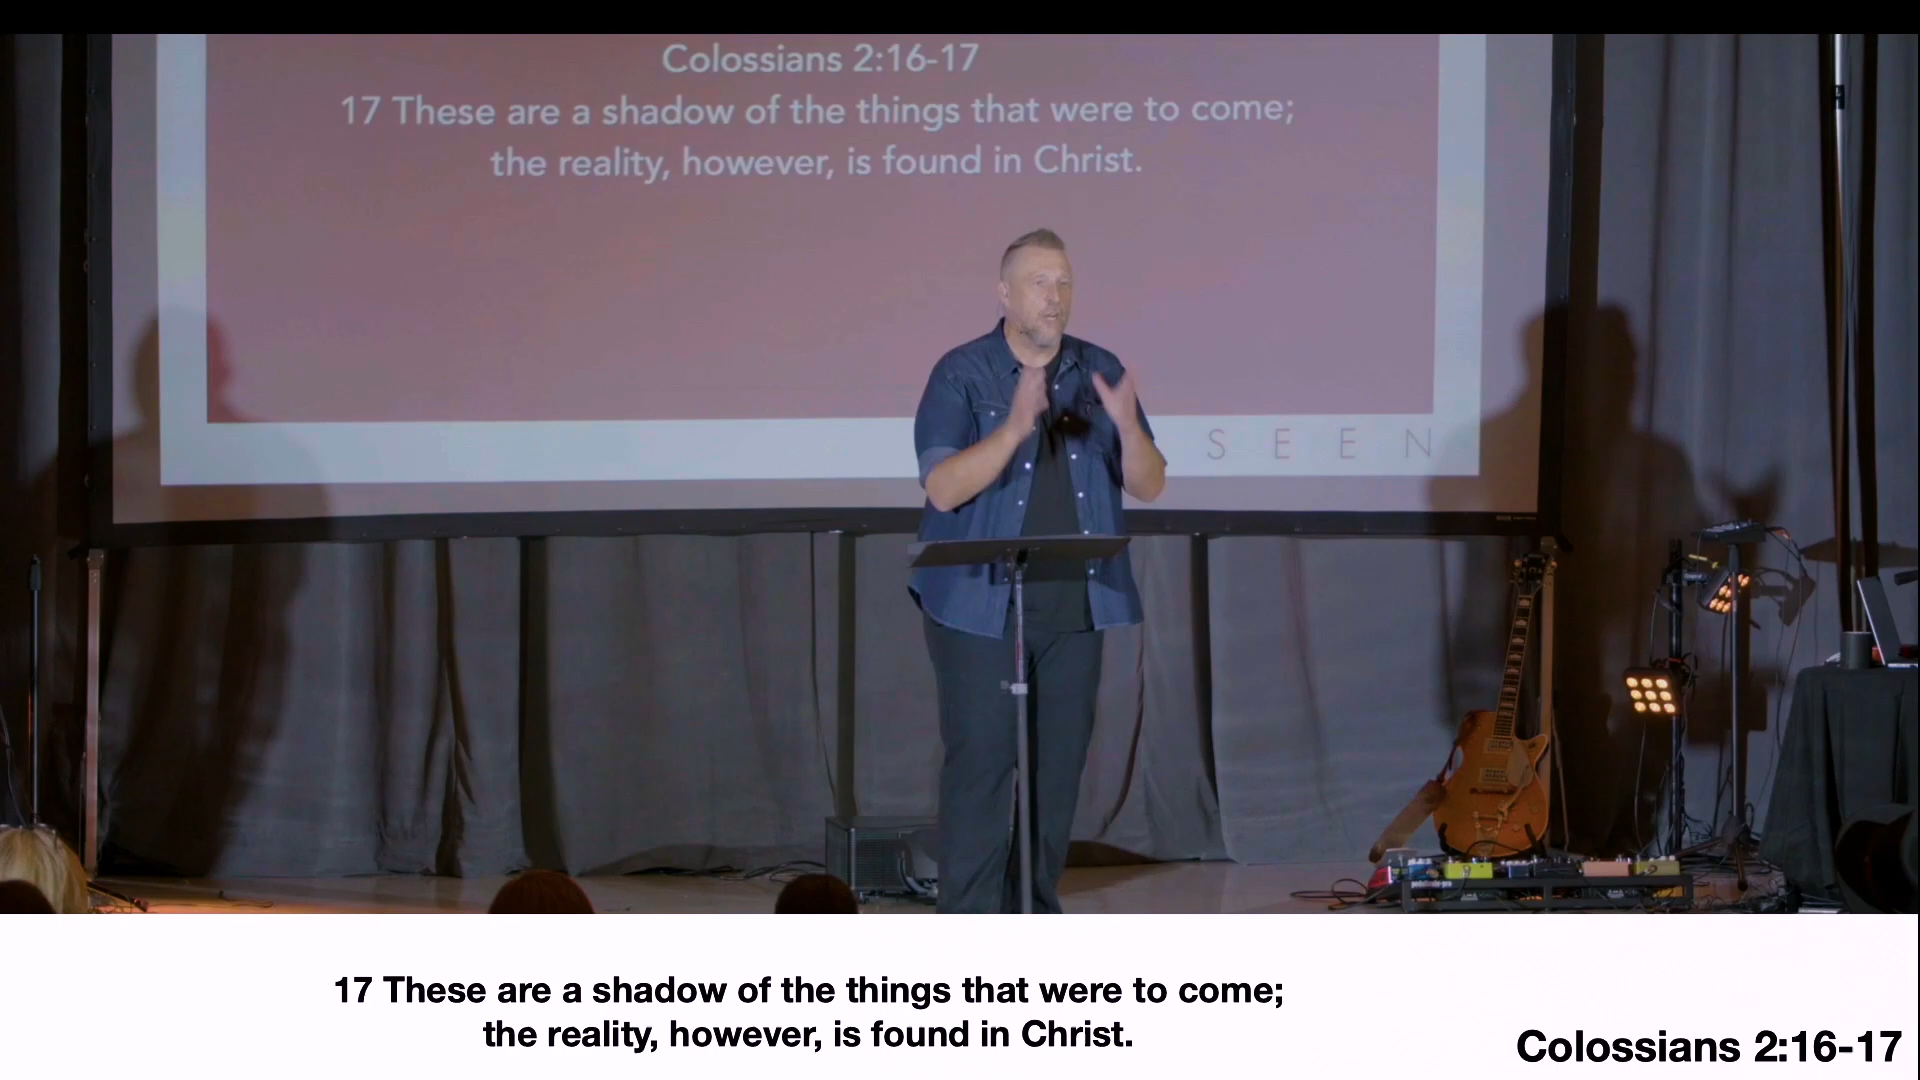 Colossians 2:16-17
17 These are a shadow of the things that were to come;
the reality, however, is found in Christ.
SEEN
17 These are a shadow of the things that were to come;
the reality, however, is found in Christ.
Colossians 2:16-17